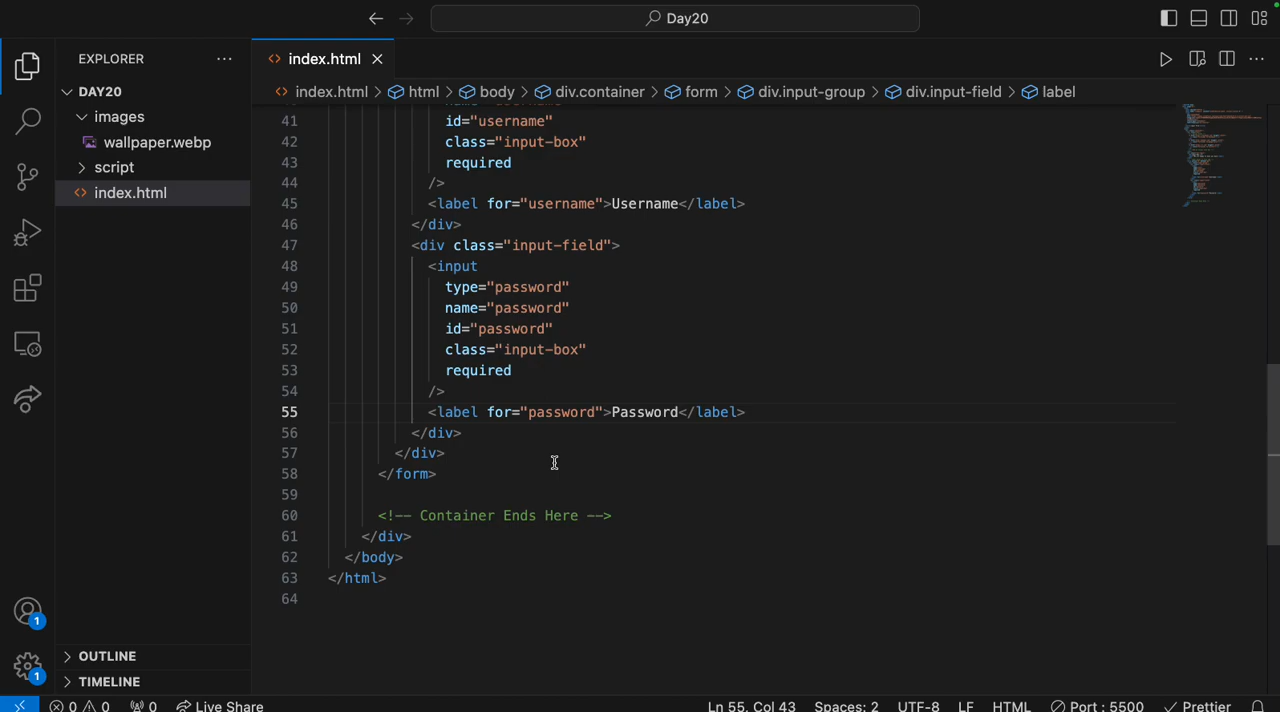 Day20
EXPLORER
index.html
DAY20
index.html > html > body > div.container > form > div.input-group > div.input-field > label
images
wallpaper.webp
script
index.html
41 id="username"
42 class="input-box"
43 required
44 />
45 <label for="username">Username</label>
46 </div>
47 <div class="input-field">
48 <input
49 type="password"
50 name="password"
51 id="password"
52 class="input-box"
53 required
54 />
55 <label for="password">Password</label>
56 </div>
57 </div>
58 </form>
59
60 <!-- Container Ends Here -->
61 </div>
62 </body>
63 </html>
64
1
1
OUTLINE
TIMELINE
0 0 0 Live Share Ln 55, Col 43 Spaces: 2 UTF-8 LF HTML Port : 5500 Prettier